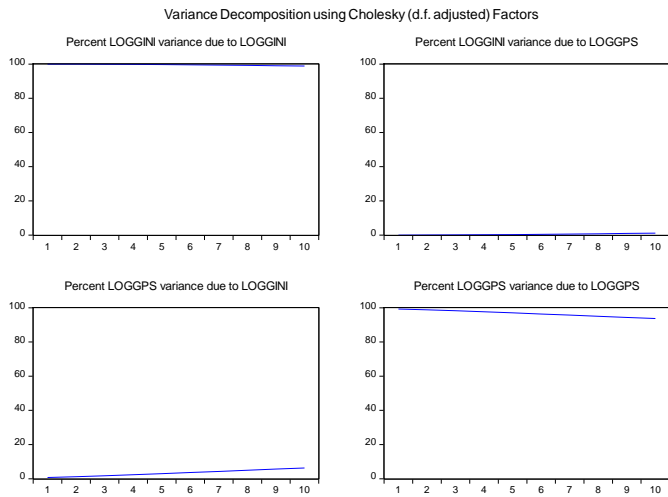 Variance Decomposition using Cholesky (d.f. adjusted) Factors
Percent LOGGINI variance due to LOGGINI
100
80
60
40
20
0
1 2 3 4 5 6 7 8 9 10
Percent LOGGINI variance due to LOGGPS
100
80
60
40
20
0
1 2 3 4 5 6 7 8 9 10
Percent LOGGPS variance due to LOGGINI
100
80
60
40
20
0
1 2 3 4 5 6 7 8 9 10
Percent LOGGPS variance due to LOGGPS
100
80
60
40
20
0
1 2 3 4 5 6 7 8 9 10